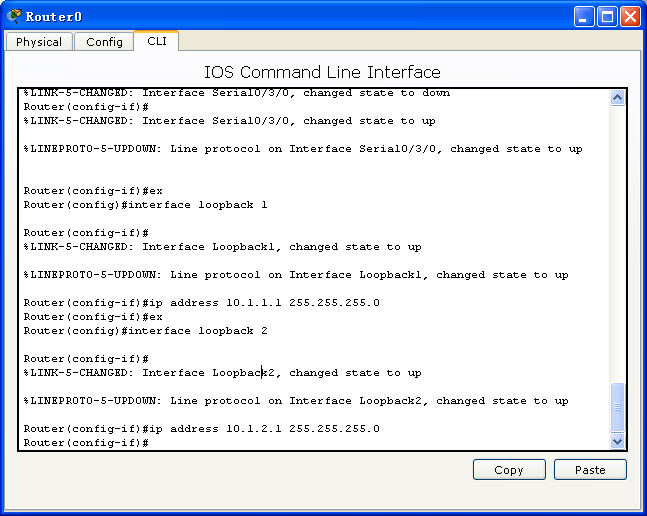 Router0
Physical Config CLI
IOS Command Line Interface
%LINK-5-CHANGED: Interface Serial0/3/0, changed state to down
Router(config-if)#
%LINK-5-CHANGED: Interface Serial0/3/0, changed state to up
%LINEPROTO-5-UPDOWN: Line protocol on Interface Serial0/3/0, changed state to up
Router(config-if)#ex
Router(config)#interface loopback 1
Router(config-if)#
%LINK-5-CHANGED: Interface Loopback1, changed state to up
%LINEPROTO-5-UPDOWN: Line protocol on Interface Loopback1, changed state to up
Router(config-if)#ip address 10.1.1.1 255.255.255.0
Router(config-if)#ex
Router(config)#interface loopback 2
Router(config-if)#
%LINK-5-CHANGED: Interface Loopback2, changed state to up
%LINEPROTO-5-UPDOWN: Line protocol on Interface Loopback2, changed state to up
Router(config-if)#ip address 10.1.2.1 255.255.255.0
Router(config-if)#
Copy Paste